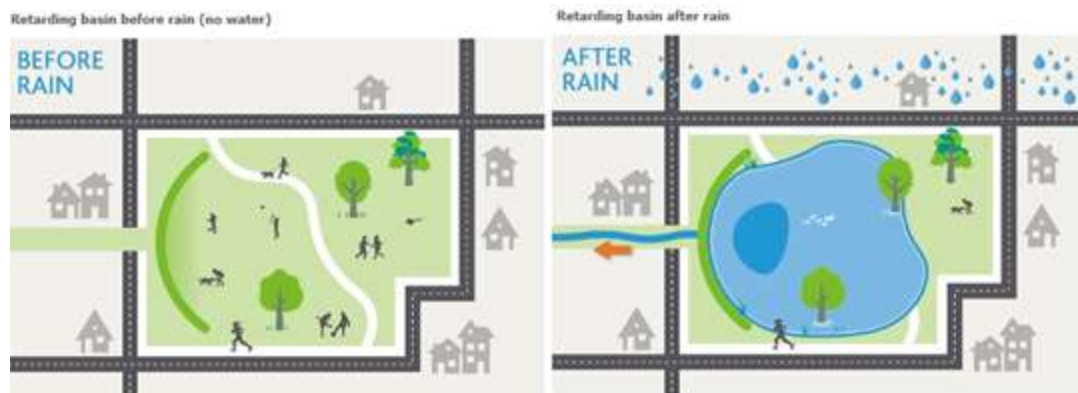 Retarding basin before rain (no water)
BEFORE
RAIN
Retarding basin after rain
AFTER
RAIN